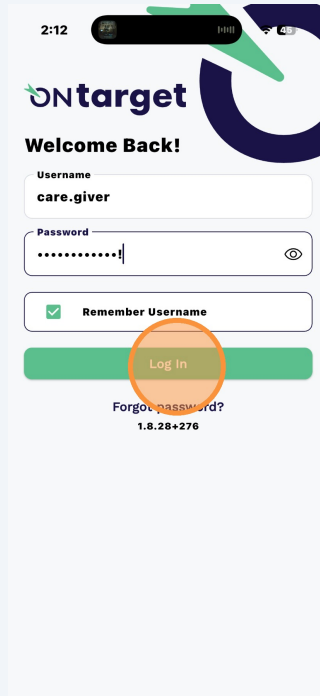 2:12
45
ONtarget
Welcome Back!
Username
care.giver
Password
••••••••••••!
Remember Username
Log In
Forgot password?
1.8.28+276